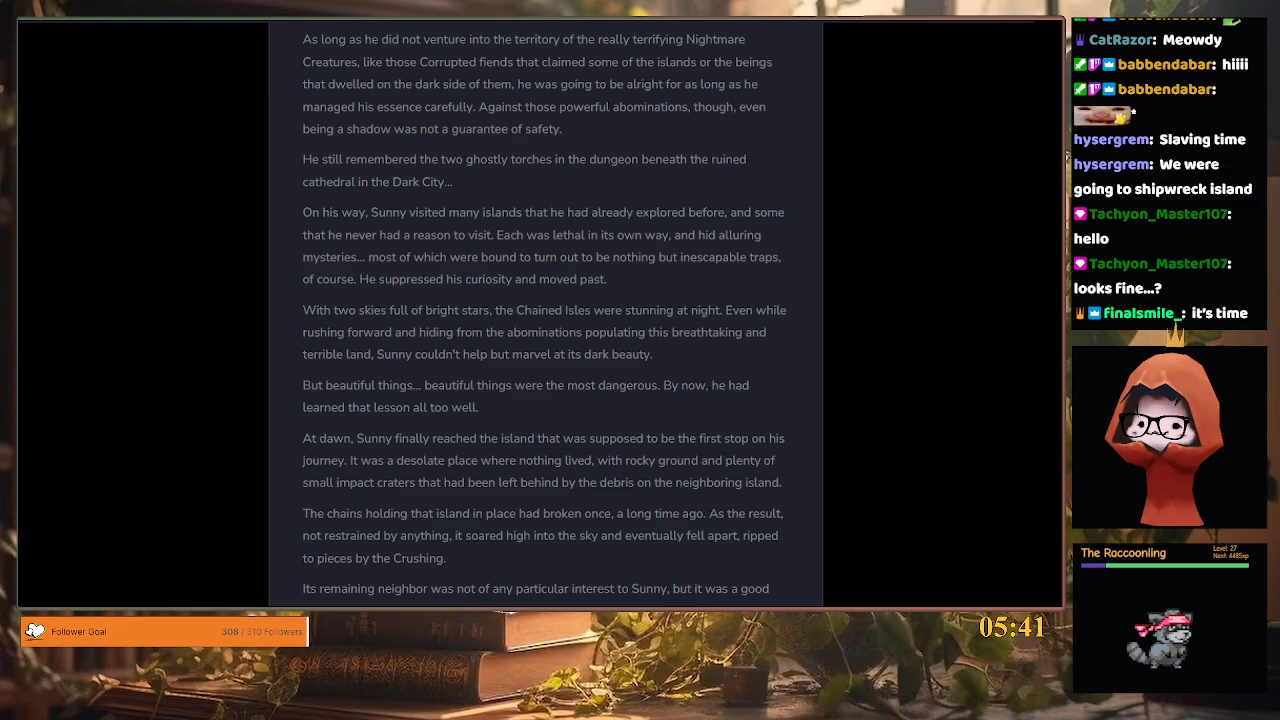 As long as he did not venture into the territory of the really terrifying Nightmare
Creatures, like those Corrupted fiends that claimed some of the islands or the beings
that dwelled on the dark side of them, he was going to be alright for as long as he
managed his essence carefully. Against those powerful abominations, though, even
being a shadow was not a guarantee of safety.
He still remembered the two ghostly torches in the dungeon beneath the ruined
cathedral in the Dark City...
On his way, Sunny visited many islands that he had already explored before, and some
that he never had a reason to visit. Each was lethal in its own way, and hid alluring
mysteries... most of which were bound to turn out to be nothing but inescapable traps,
of course. He suppressed his curiosity and moved past.
With two skies full of bright stars, the Chained Isles were stunning at night. Even while
rushing forward and hiding from the abominations populating this breathtaking and
terrible land, Sunny couldn't help but marvel at its dark beauty.
But beautiful things... beautiful things were the most dangerous. By now, he had
learned that lesson all too well.
At dawn, Sunny finally reached the island that was supposed to be the first stop on his
journey. It was a desolate place where nothing lived, with rocky ground and plenty of
small impact craters that had been left behind by the debris on the neighboring island.
The chains holding that island in place had broken once, a long time ago. As the result,
not restrained by anything, it soared high into the sky and eventually fell apart, ripped
to pieces by the Crushing.
Its remaining neighbor was not of any particular interest to Sunny, but it was a good
CatRazor: Meowdy
babbendabar: hiiii
babbendabar:
hysergrem: Slaving time
hysergrem: We were
going to shipwreck island
Tachyon_Master107:
hello
Tachyon_Master107:
looks fine...?
finalsmile_: it's time
The Raccoonling
Level: 27
Next: 4485xp
Follower Goal
308 / 310 Followers
05:41